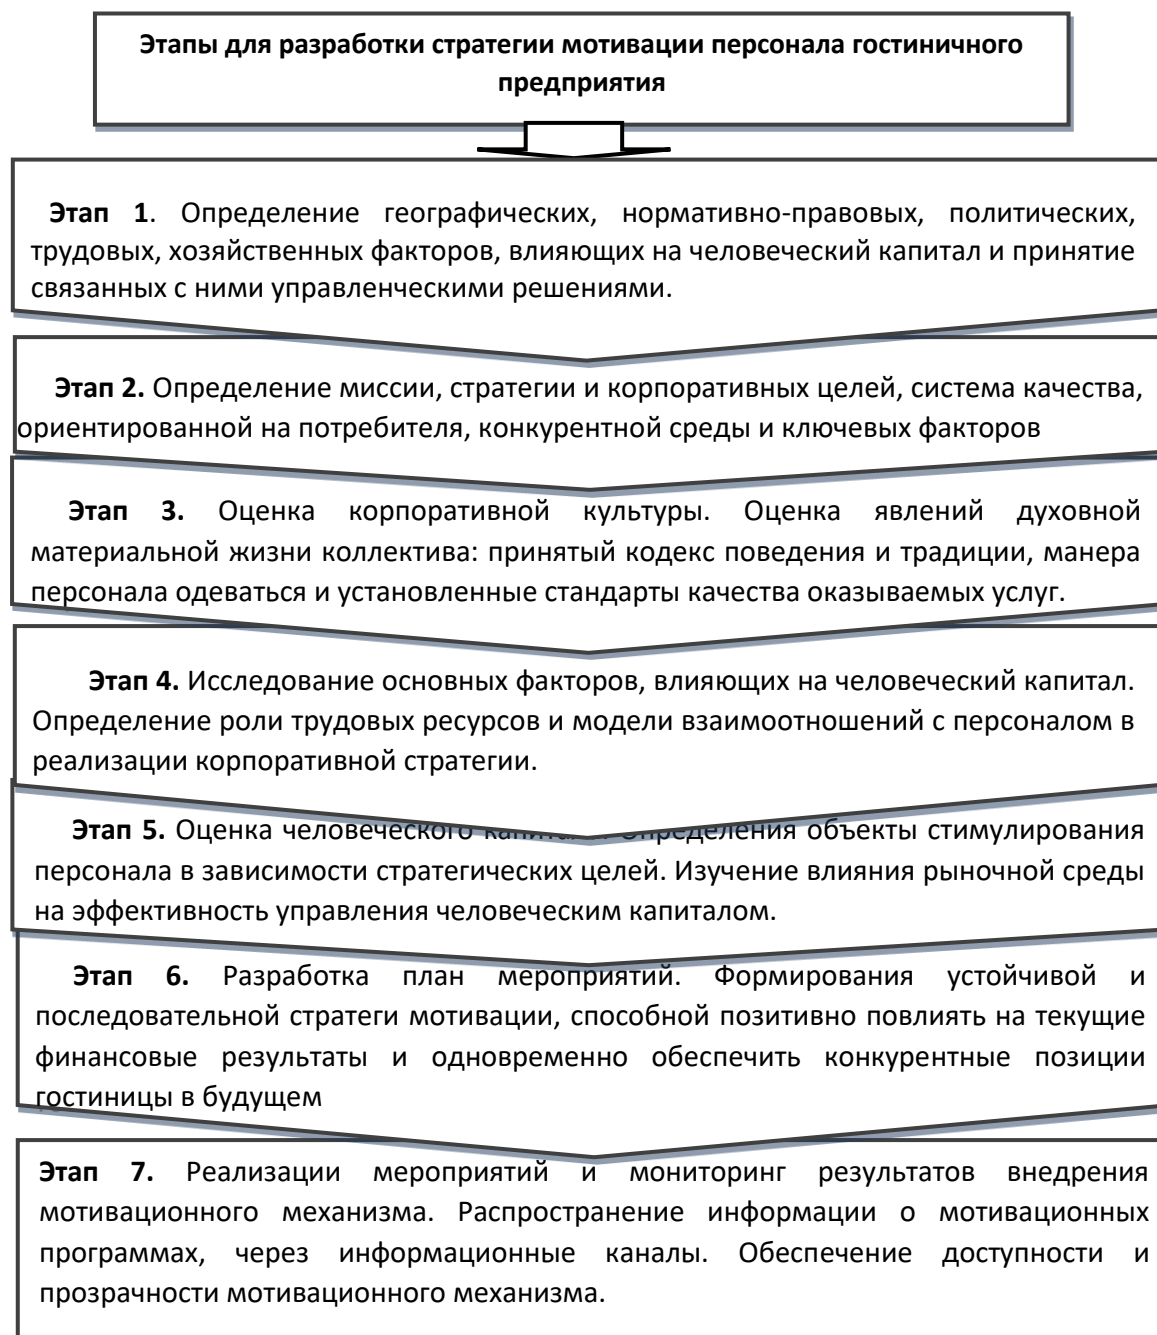 Этапы для разработки стратегии мотивации персонала гостиничного
предприятия
Этап 1. Определение географических, нормативно-правовых, политических,
трудовых, хозяйственных факторов, влияющих на человеческий капитал и принятие
связанных с ними управленческими решениями.
Этап 2. Определение миссии, стратегии и корпоративных целей, система качества,
ориентированной на потребителя, конкурентной среды и ключевых факторов
Этап 3. Оценка корпоративной культуры. Оценка явлений духовной
материальной жизни коллектива: принятый кодекс поведения и традиции, манера
персонала одеваться и установленные стандарты качества оказываемых услуг.
Этап 4. Исследование основных факторов, влияющих на человеческий капитал.
Определение роли трудовых ресурсов и модели взаимоотношений с персоналом в
реализации корпоративной стратегии.
Этап 5. Оценка человеческого Определения объекты стимулирования
персонала в зависимости стратегических целей. Изучение влияния рыночной среды
на эффективность управления человеческим капиталом.
Этап 6. Разработка план мероприятий. Формирования устойчивой и
последовательной стратеги мотивации, способной позитивно повлиять на текущие
финансовые результаты и одновременно обеспечить конкурентные позиции
гостиницы в будущем
Этап 7. Реализации мероприятий и мониторинг результатов внедрения
мотивационного механизма. Распространение информации о мотивационных
программах, через информационные каналы. Обеспечение доступности и
прозрачности мотивационного механизма.